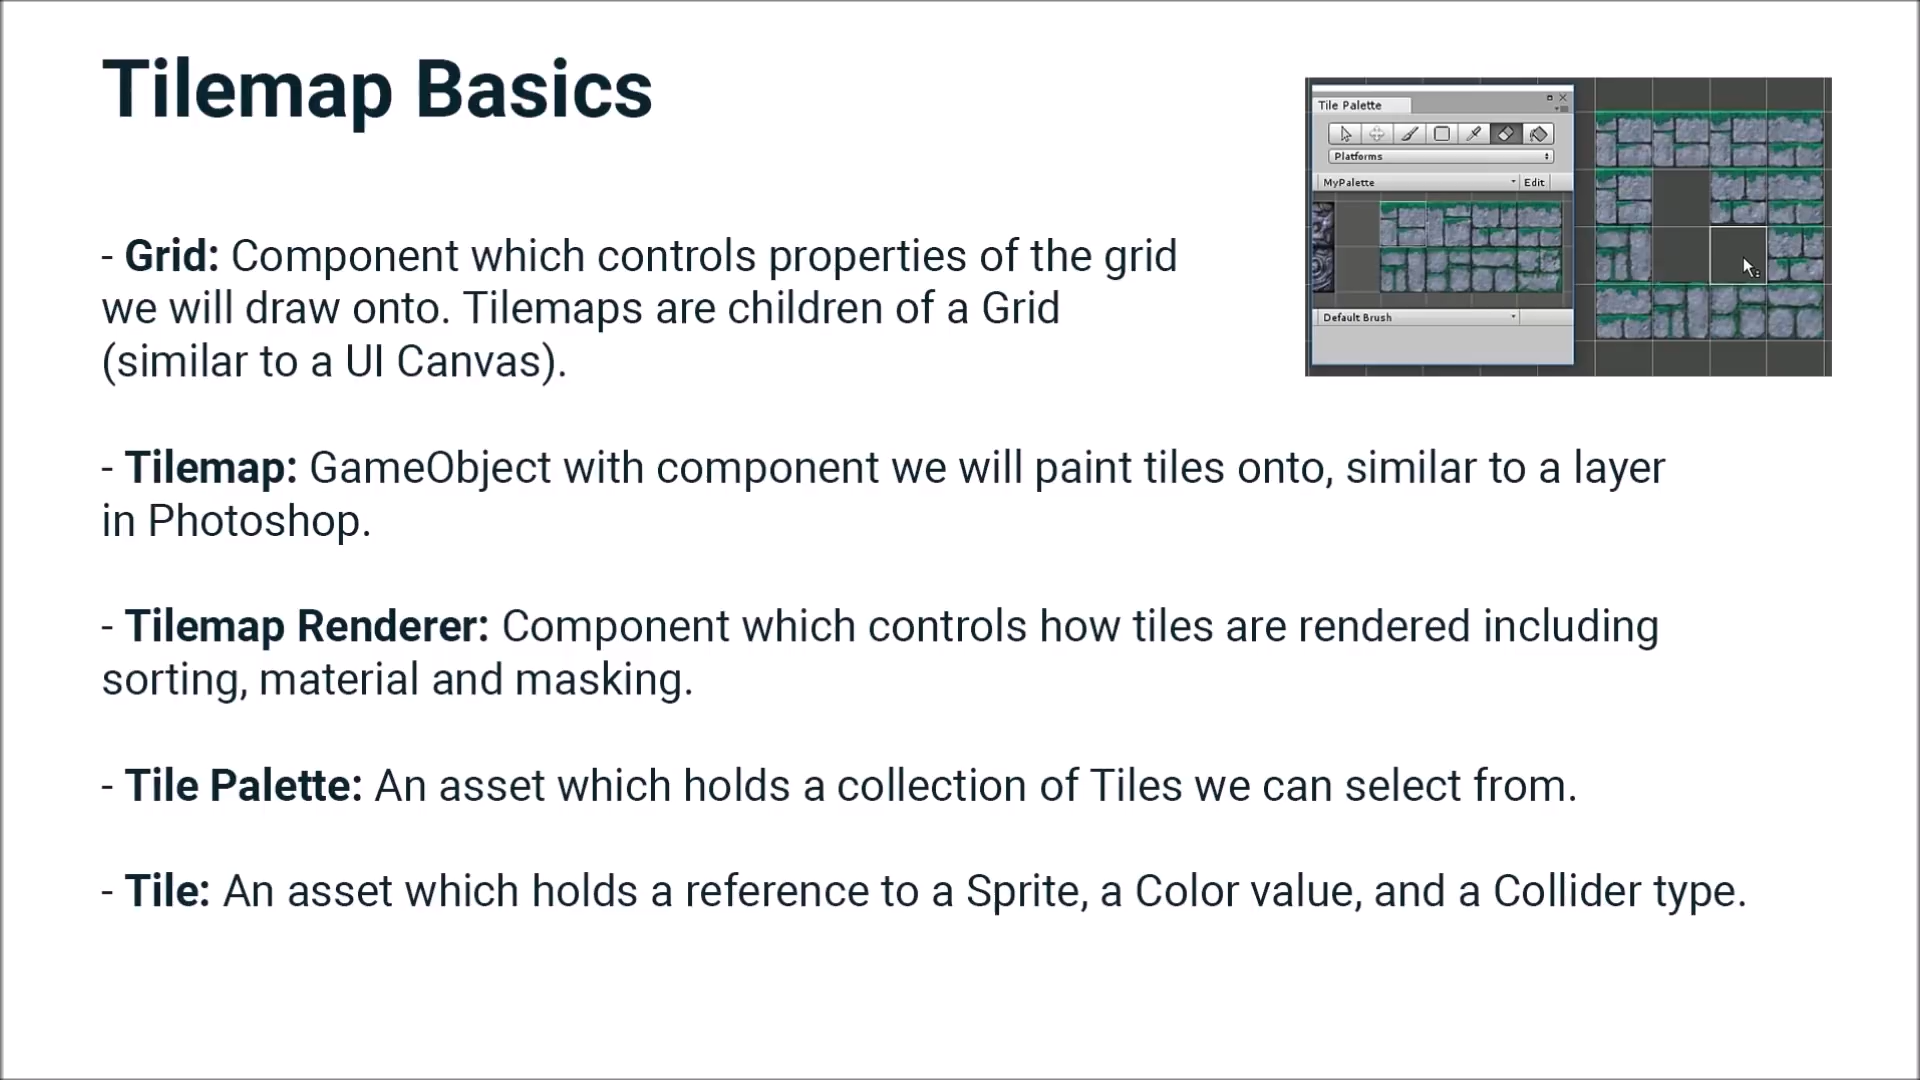 Tilemap Basics
Tile Palette
Platforms
MyPalette Edit
Default Brush
- Grid: Component which controls properties of the grid
we will draw onto. Tilemaps are children of a Grid
(similar to a UI Canvas).
- Tilemap: GameObject with component we will paint tiles onto, similar to a layer
in Photoshop.
- Tilemap Renderer: Component which controls how tiles are rendered including
sorting, material and masking.
- Tile Palette: An asset which holds a collection of Tiles we can select from.
- Tile: An asset which holds a reference to a Sprite, a Color value, and a Collider type.